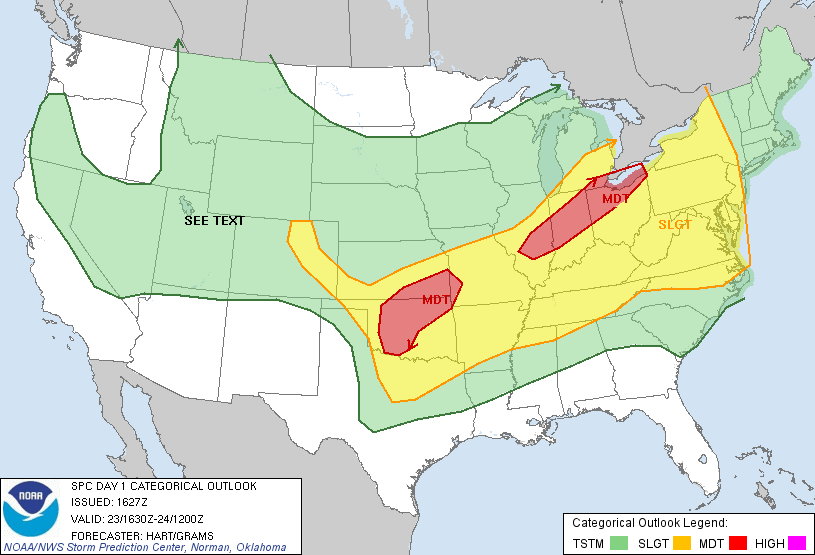 SEE TEXT
MDT
SLGT
MDT
NOAA
SPC DAY 1 CATEGORICAL OUTLOOK
ISSUED: 1627Z
VALID: 23/1630Z-24/1200Z
FORECASTER: HART/GRAMS
NOAA/NWS Storm Prediction Center, Norman, Oklahoma
Categorical Outlook Legend:
TSTM SLGT MDT HIGH